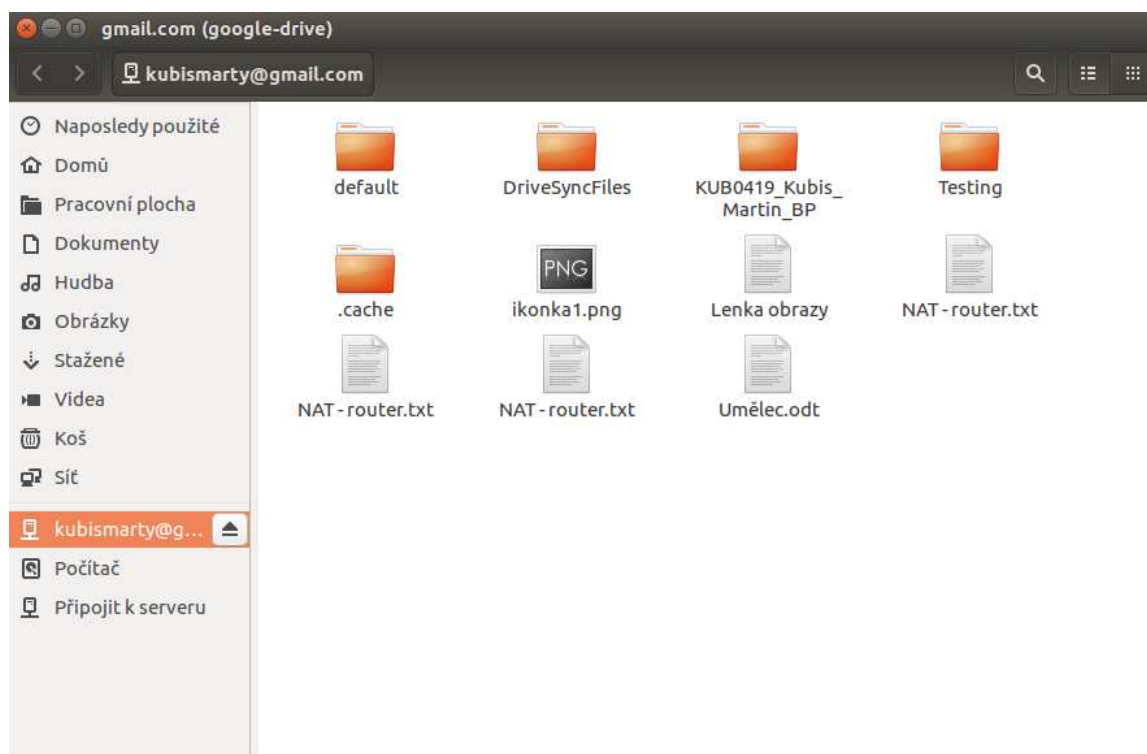 gmail.com (google-drive)
kubismarty@gmail.com
Naposledy použité
Domů
Pracovní plocha
Dokumenty
Hudba
Obrázky
Stažené
Videa
Koš
Síť
kubismarty@g...
Počítač
Připojit k serveru
default
DriveSyncFiles
KUB0419_Kubis_
Martin_BP
Testing
.cache
PNG
ikonka1.png
Lenka obrazy
NAT-router.txt
NAT-router.txt
NAT-router.txt
Umělec.odt